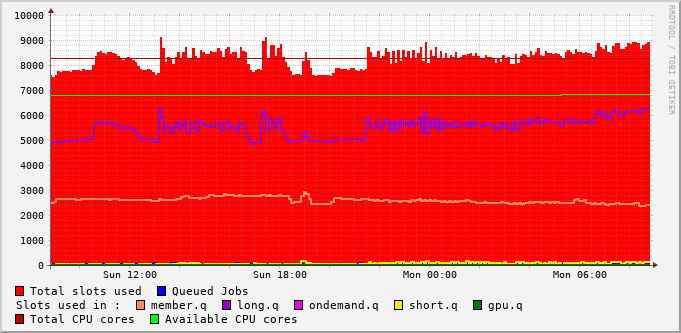 10000
9000
8000
7000
6000
5000
4000
3000
2000
1000
0
Sun 12:00 Sun 18:00 Mon 00:00 Mon 06:00
RRDTOOL / TOBI OETIKER
Total slots used Queued Jobs
Slots used in : member.q long.q ondemand.q short.q gpu.q
Total CPU cores Available CPU cores